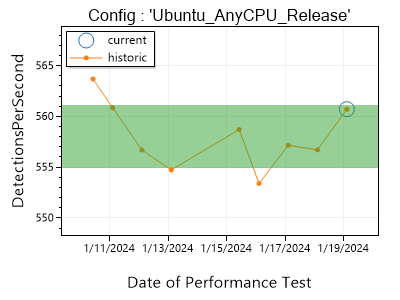 Config : 'Ubuntu_AnyCPU_Release'
current
historic
DetectionsPerSecond
565
560
555
550
1/11/2024
1/13/2024
1/15/2024
1/17/2024
1/19/2024
Date of Performance Test